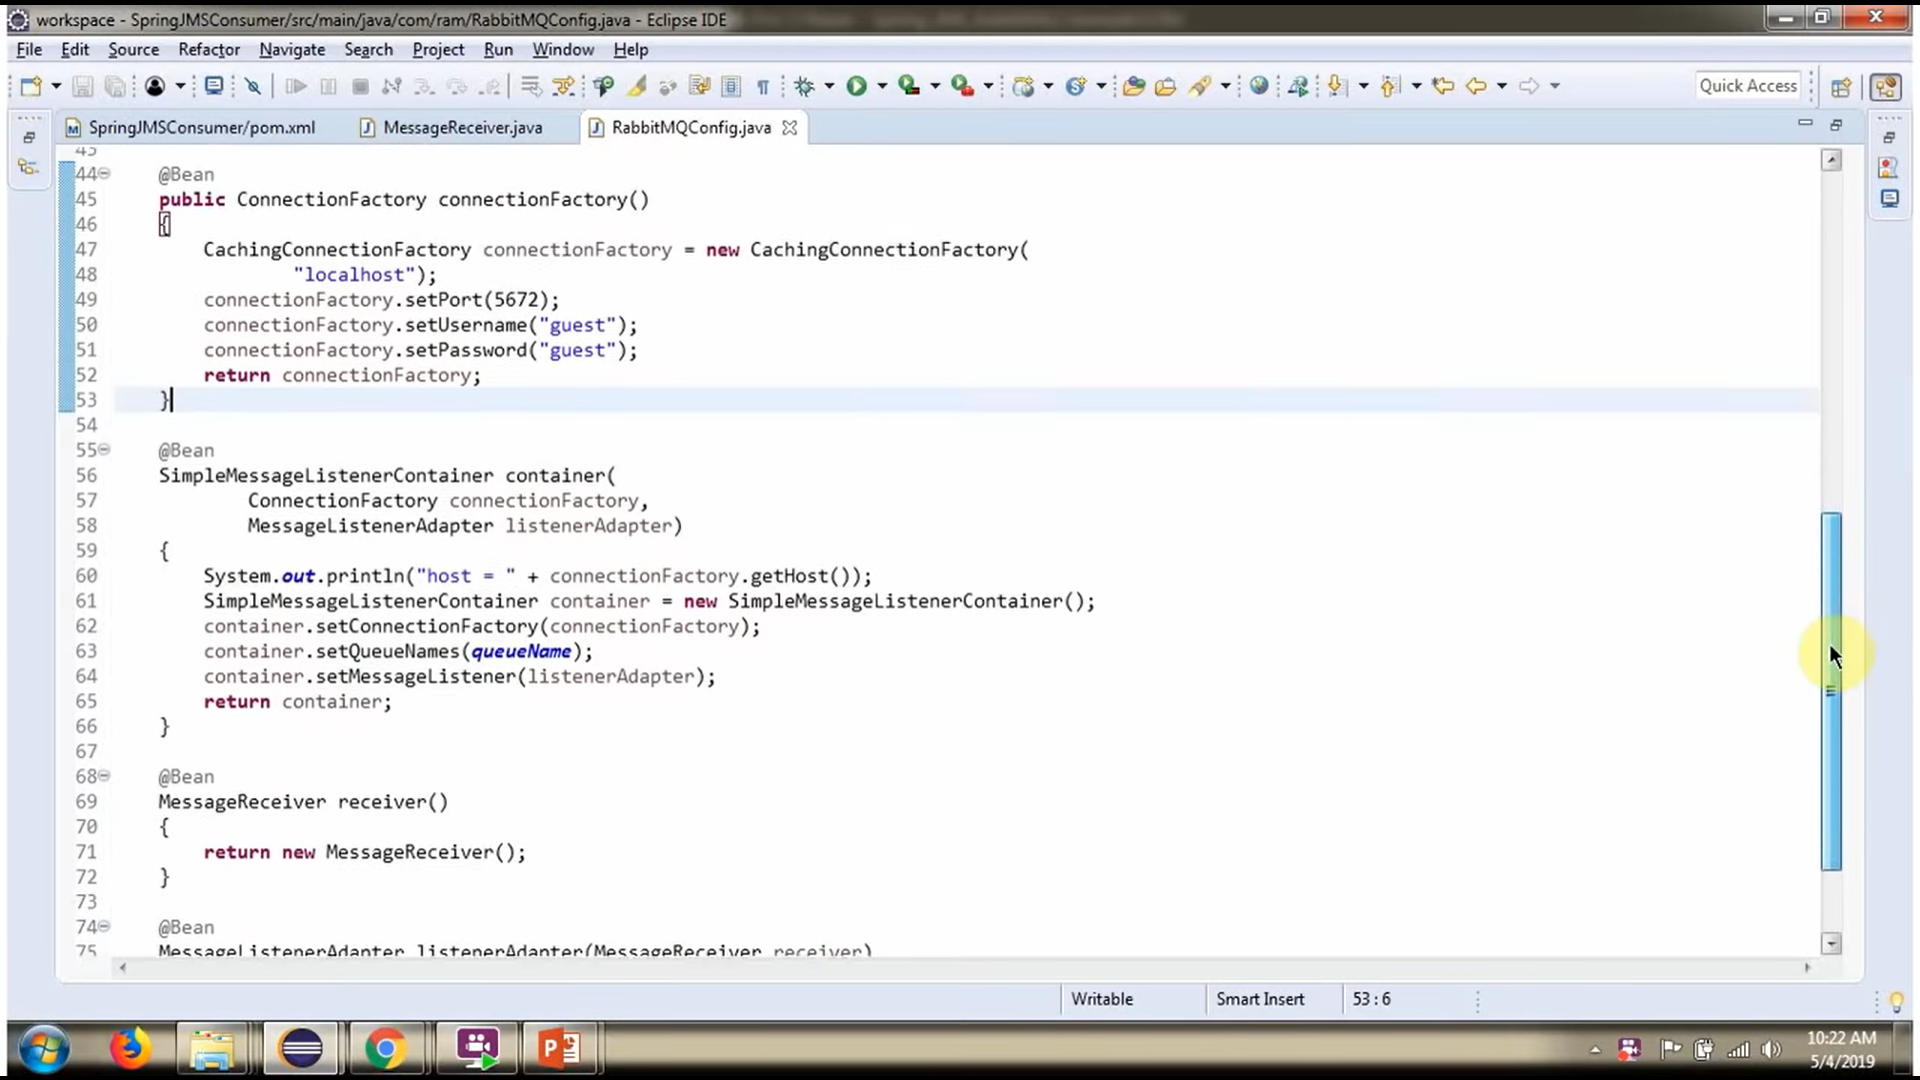 workspace - SpringJMSConsumer/src/main/java/com/ram/RabbitMQConfig.java - Eclipse IDE
File Edit Source Refactor Navigate Search Project Run Window Help
Quick Access
SpringJMSConsumer/pom.xml MessageReceiver.java RabbitMQConfig.java
44 @Bean
45 public ConnectionFactory connectionFactory()
46 {
47 CachingConnectionFactory connectionFactory = new CachingConnectionFactory(
48 "localhost");
49 connectionFactory.setPort(5672);
50 connectionFactory.setUsername("guest");
51 connectionFactory.setPassword("guest");
52 return connectionFactory;
53 }
54
55 @Bean
56 SimpleMessageListenerContainer container(
57 ConnectionFactory connectionFactory,
58 MessageListenerAdapter listenerAdapter)
59 {
60 System.out.println("host = " + connectionFactory.getHost());
61 SimpleMessageListenerContainer container = new SimpleMessageListenerContainer();
62 container.setConnectionFactory(connectionFactory);
63 container.setQueueNames(queueName);
64 container.setMessageListener(listenerAdapter);
65 return container;
66 }
67
68 @Bean
69 MessageReceiver receiver()
70 {
71 return new MessageReceiver();
72 }
73
74 @Bean
75 MessageListenerAdapter listenerAdapter(MessageReceiver receiver)
Writable Smart Insert 53 : 6
10:22 AM
5/4/2019